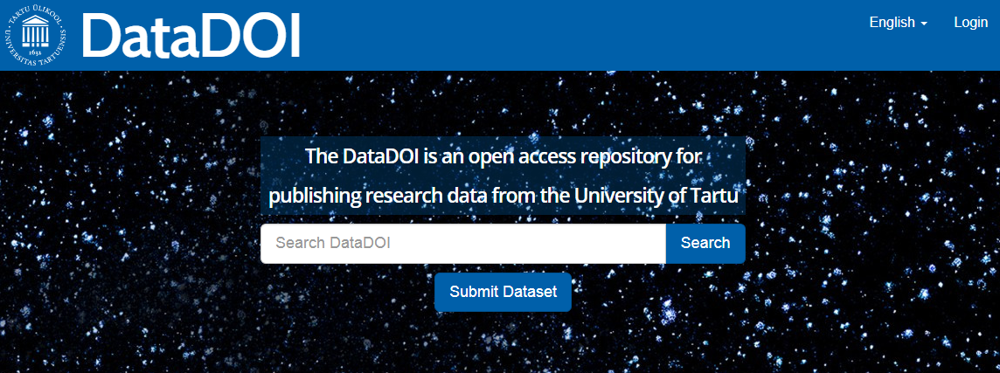 TARTU ÜLIKOOL
UNIVERSITAS TARTUENSIS
1632
DataDOI
English
Login
The DataDOI is an open access repository for
publishing research data from the University of Tartu
Search DataDOI
Search
Submit Dataset